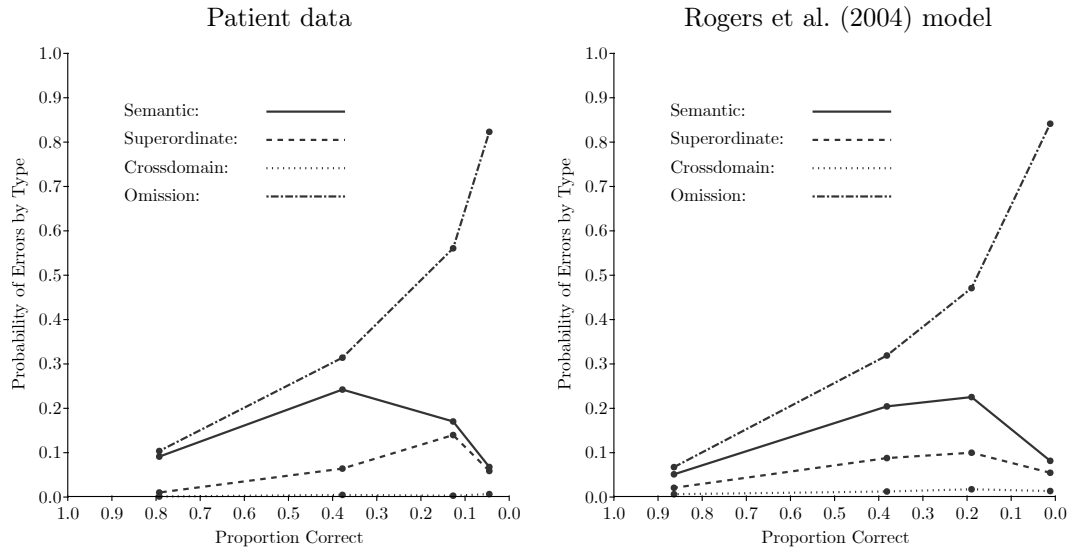 Patient data
1.0
0.9
0.8
0.7
0.6
0.5
0.4
0.3
0.2
0.1
0.0
Probability of Errors by Type
Semantic:
Superordinate:
Crossdomain:
Omission:
1.0 0.9 0.8 0.7 0.6 0.5 0.4 0.3 0.2 0.1 0.0
Proportion Correct
Rogers et al. (2004) model
1.0
0.9
0.8
0.7
0.6
0.5
0.4
0.3
0.2
0.1
0.0
Probability of Errors by Type
Semantic:
Superordinate:
Crossdomain:
Omission:
1.0 0.9 0.8 0.7 0.6 0.5 0.4 0.3 0.2 0.1 0.0
Proportion Correct